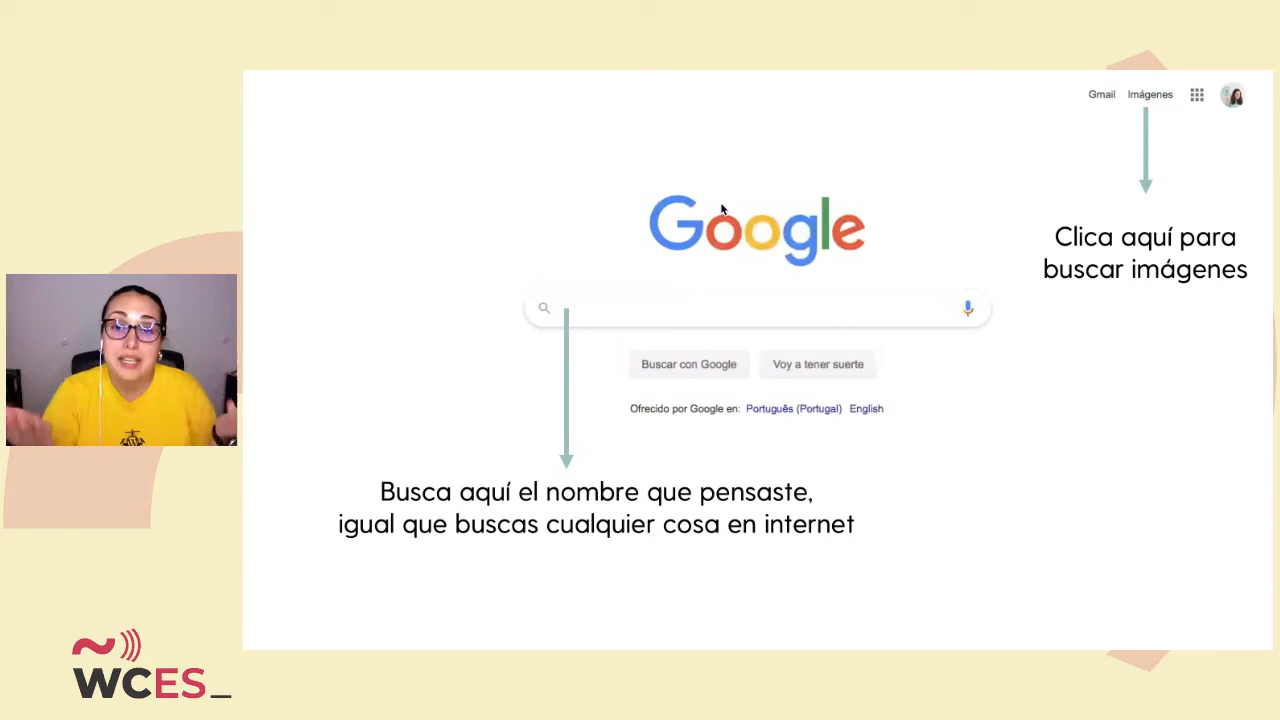 Gmail Imágenes
Google
Clica aquí para
buscar imágenes
Buscar con Google Voy a tener suerte
Ofrecido por Google en: Português (Portugal) English
Busca aquí el nombre que pensaste,
igual que buscas cualquier cosa en internet
WCES_